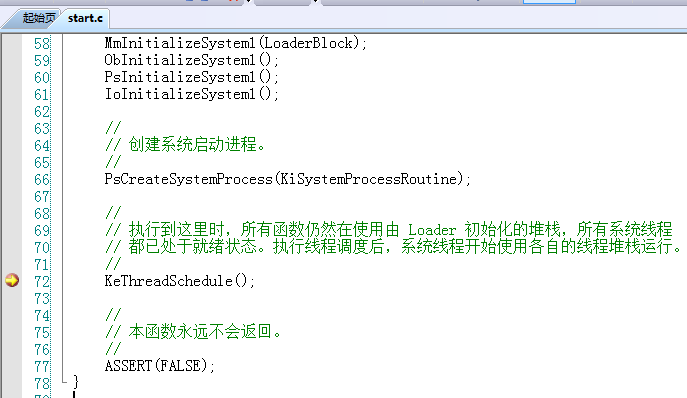 起始页 start.c
58 MmInitializeSystem1(LoaderBlock);
59 ObInitializeSystem1();
60 PsInitializeSystem1();
61 IoInitializeSystem1();
62
63 //
64 // 创建系统启动进程。
65 //
66 PsCreateSystemProcess(KiSystemProcessRoutine);
67
68 //
69 // 执行到这里时，所有函数仍然在使用由 Loader 初始化的堆栈，所有系统线程
70 // 都已处于就绪状态。执行线程调度后，系统线程开始使用各自的线程堆栈运行。
71 //
72 KeThreadSchedule();
73
74 //
75 // 本函数永远不会返回。
76 //
77 ASSERT(FALSE);
78 }